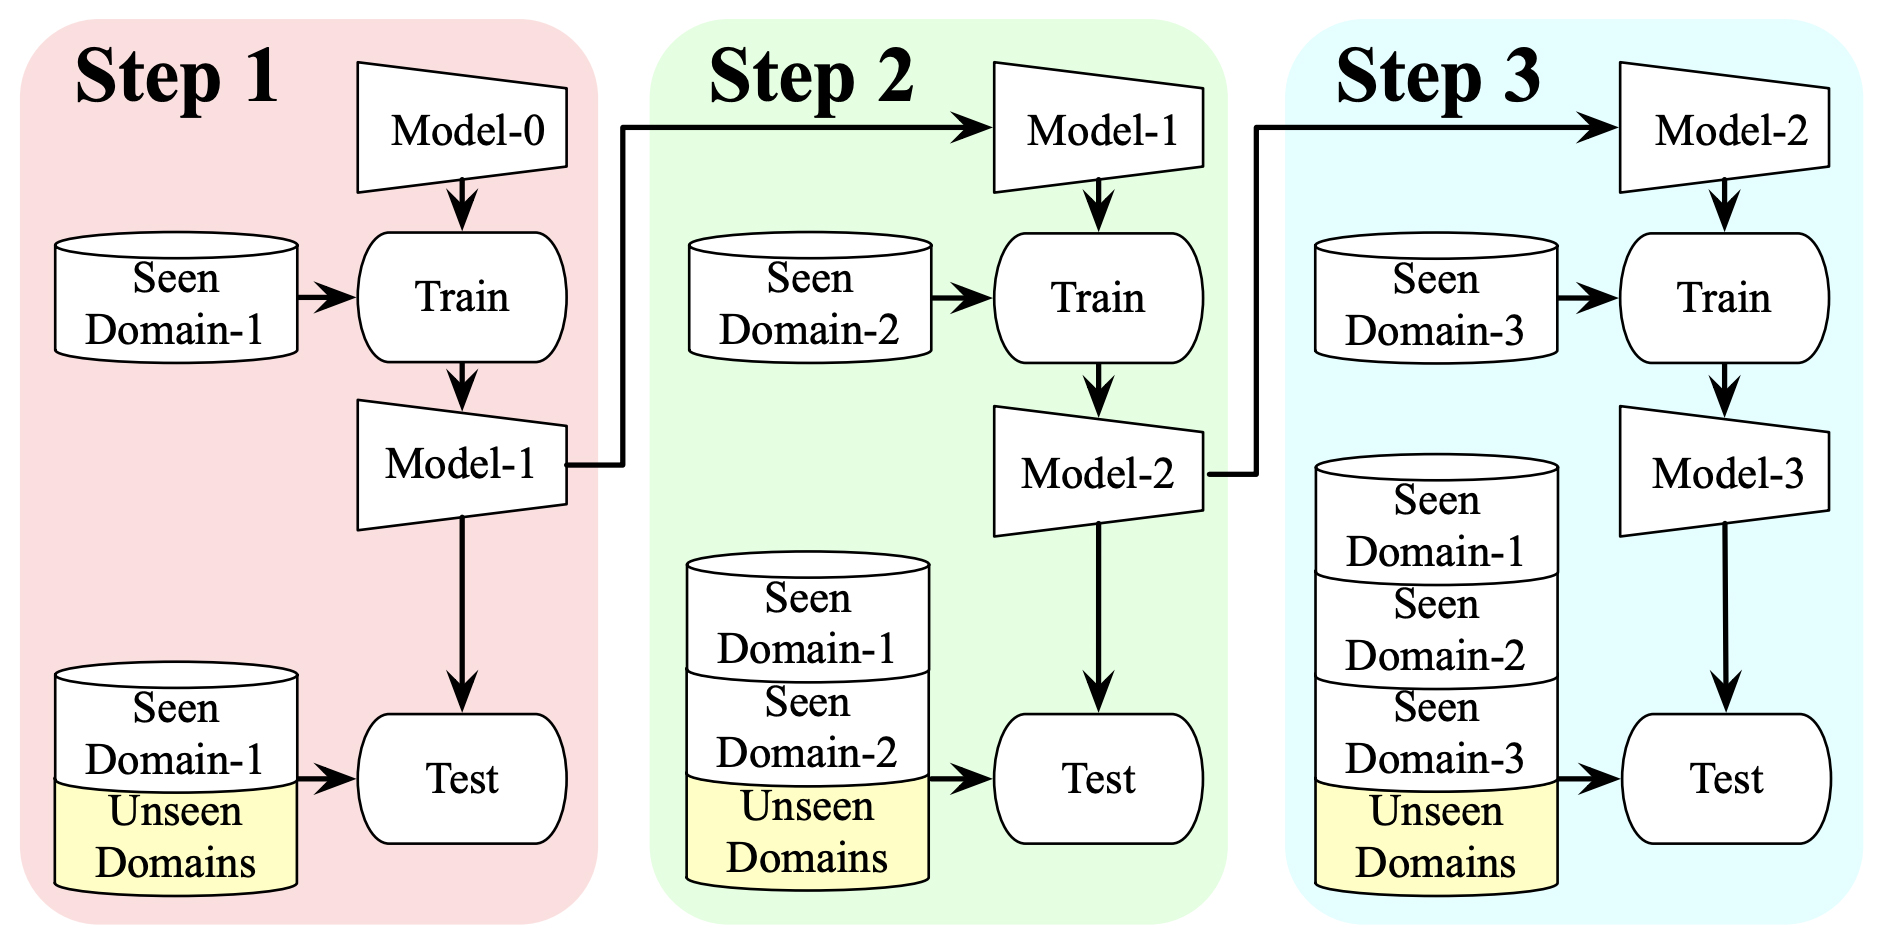 Step 1
Model-0
Seen
Domain-1
Train
Model-1
Seen
Domain-1
Unseen
Domains
Test
Step 2
Model-1
Seen
Domain-2
Train
Model-2
Seen
Domain-1
Seen
Domain-2
Unseen
Domains
Test
Step 3
Model-2
Seen
Domain-3
Train
Model-3
Seen
Domain-1
Seen
Domain-2
Seen
Domain-3
Unseen
Domains
Test